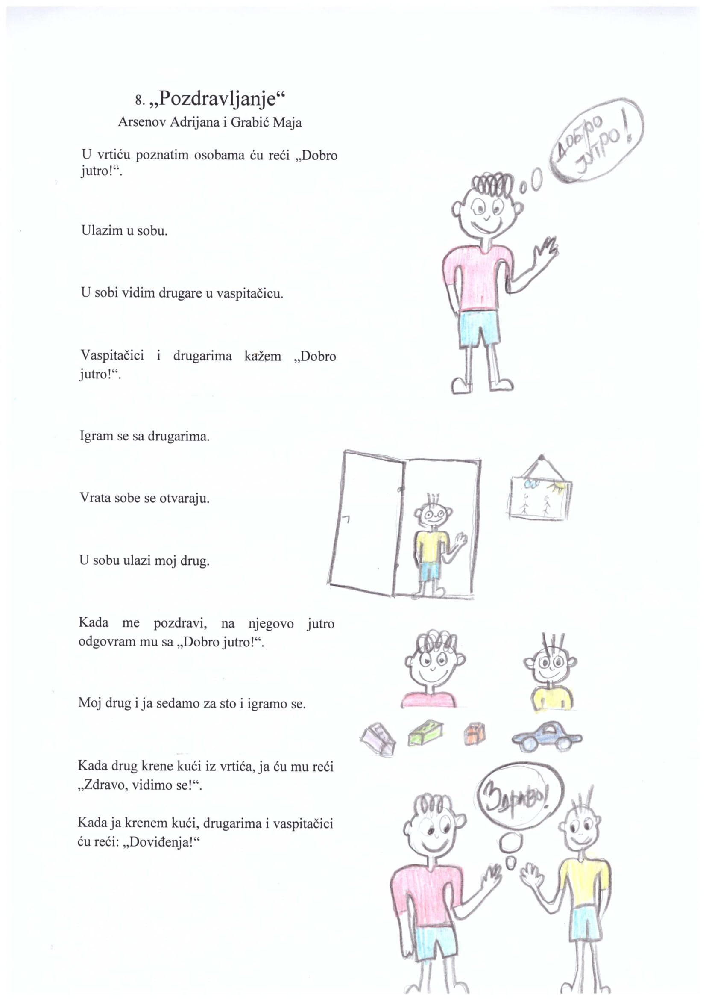 8. „Pozdravljanje“
Arsenov Adrijana i Grabić Maja
U vrtiću poznatim osobama ću reći „Dobro
jutro!“.
Ulazim u sobu.
U sobi vidim drugare u vaspitačicu.
Vaspitačici i drugarima kažem „Dobro
jutro!“.
Igram se sa drugarima.
Vrata sobe se otvaraju.
U sobu ulazi moj drug.
Kada me pozdravi, na njegovo jutro
odgovram mu sa „Dobro jutro!“.
Moj drug i ja sedamo za sto i igramo se.
Kada drug krene kući iz vrtića, ja ću mu reći
„Zdravo, vidimo se!“.
Kada ja krenem kući, drugarima i vaspitačici
ću reći: „Doviđenja!“
ДОБРО
ЈУТРО!
ЗДРАВО!